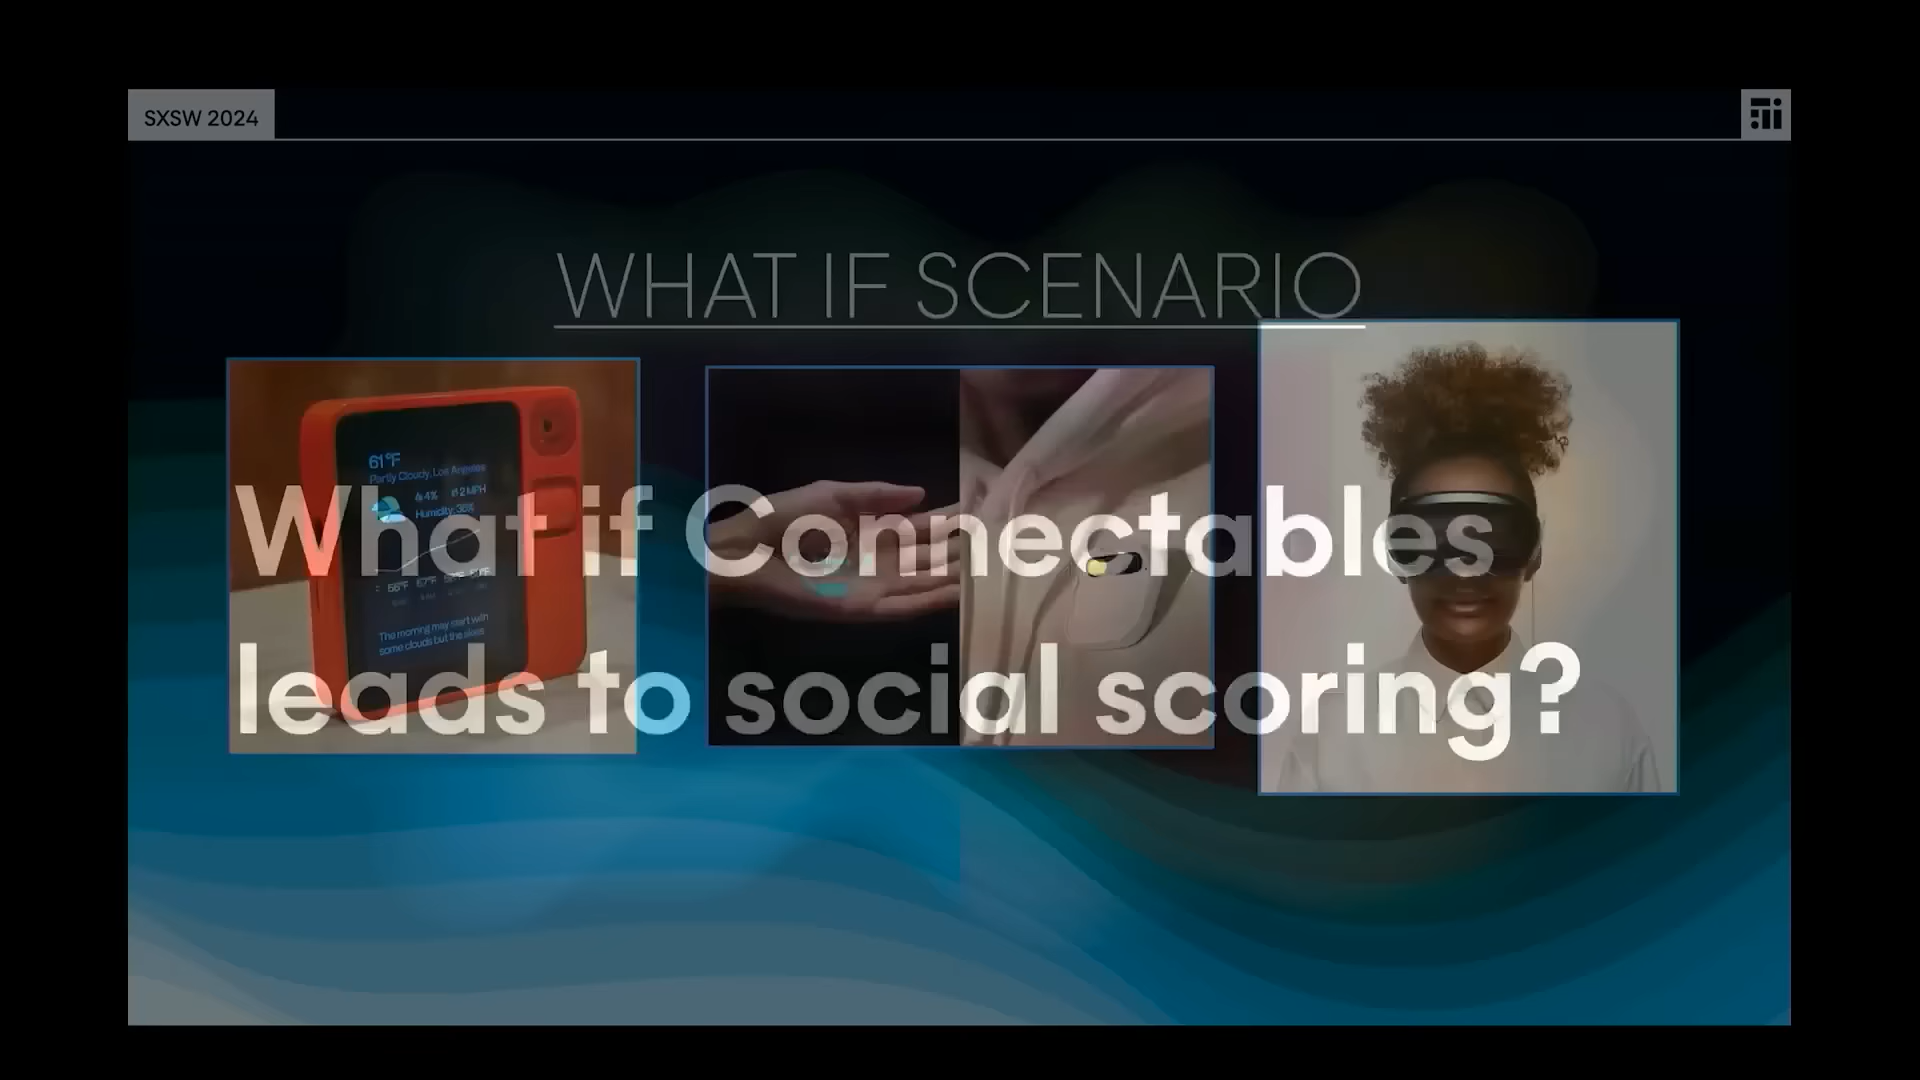 SXSW 2024
WHAT IF SCENARIO
61°F
Partly Cloudy, Los Angeles
Humidity:
What if Connectables
The morning may start with
some clouds but the skies
leads to social scoring?